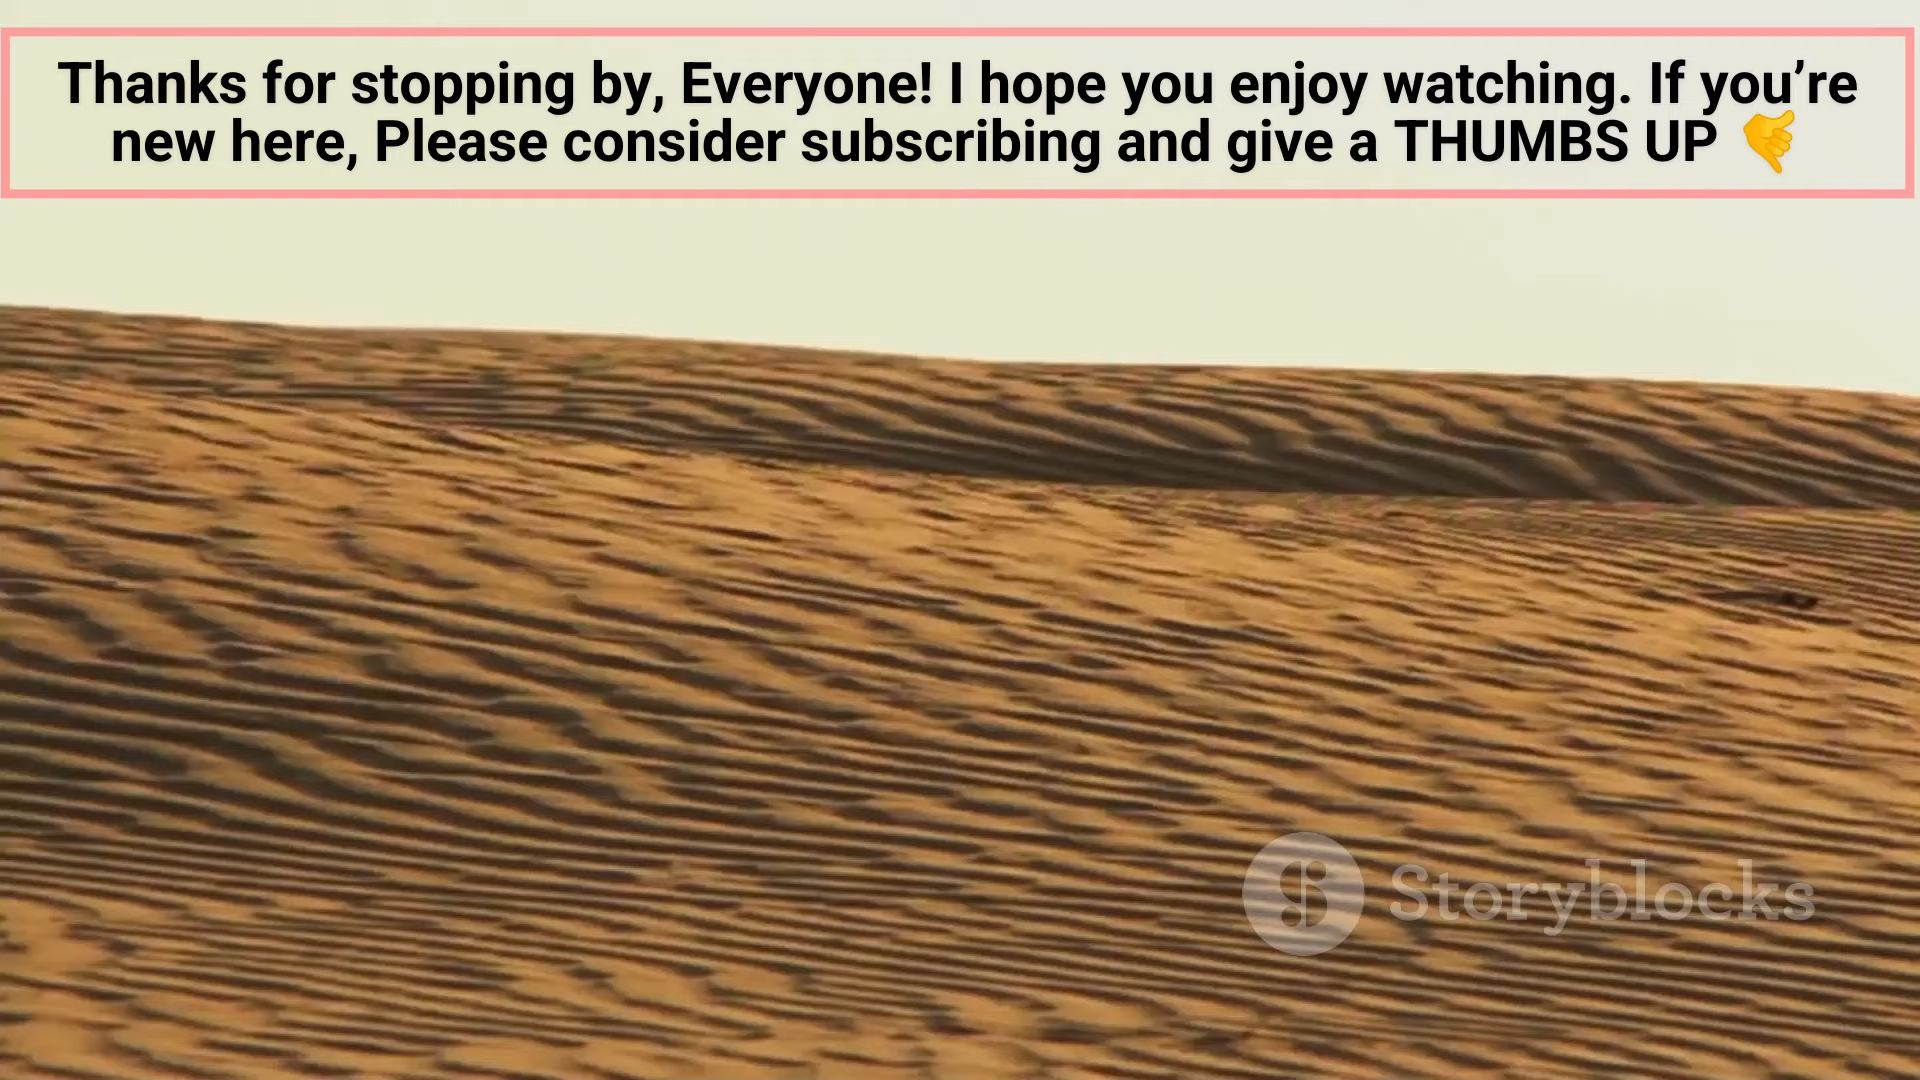 Thanks for stopping by, Everyone! I hope you enjoy watching. If you’re
new here, Please consider subscribing and give a THUMBS UP 🤙
Storyblocks